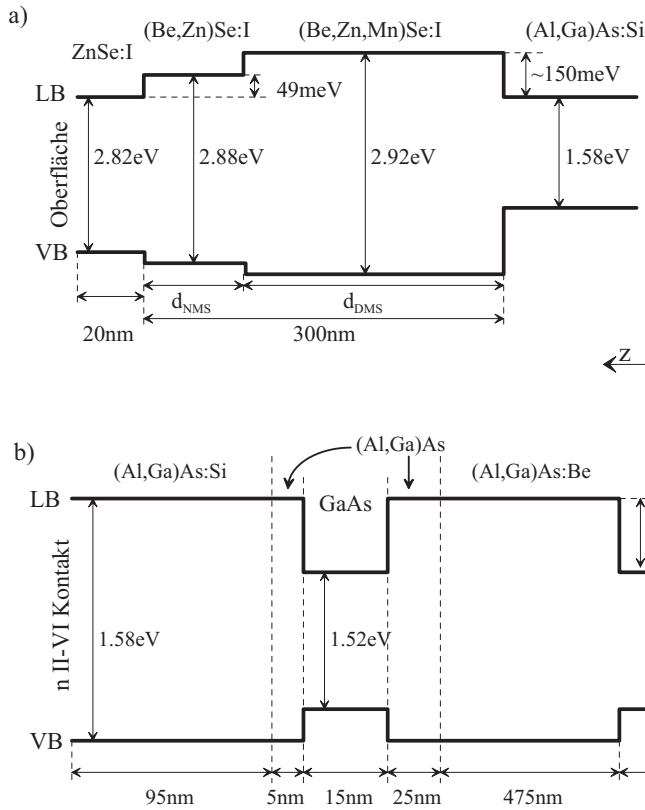 a)
(Be,Zn)Se:I
(Be,Zn,Mn)Se:I
(Al,Ga)As:Si
ZnSe:I
LB
49meV
~150meV
Oberfläche
2.82eV
2.88eV
2.92eV
1.58eV
VB
dNMS
dDMS
20nm
300nm
z
b)
(Al,Ga)As
(Al,Ga)As:Si
(Al,Ga)As:Be
LB
GaAs
n II-VI Kontakt
1.58eV
1.52eV
VB
95nm
5nm
15nm
25nm
475nm